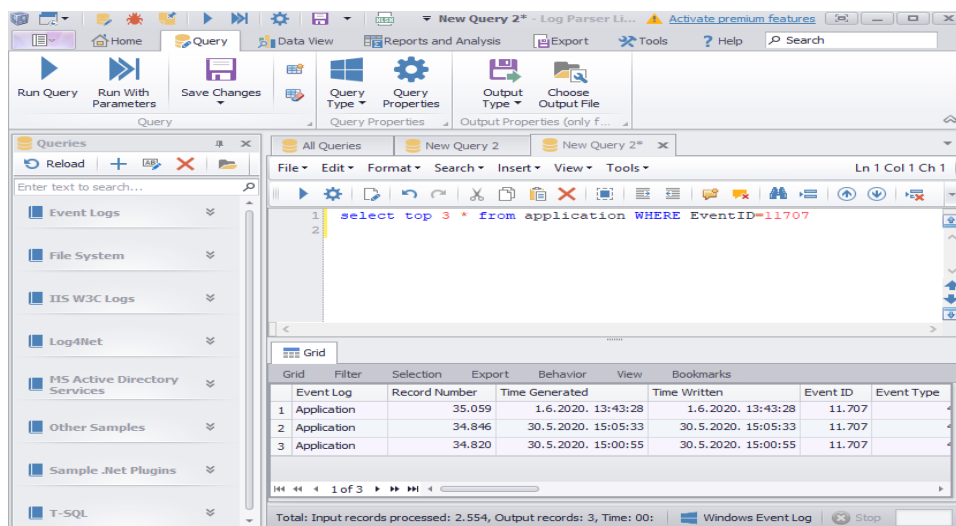 New Query 2* - Log Parser Li... Activate premium features
Home Query Data View Reports and Analysis Export Tools ? Help Search
Run Query
Run With Parameters
Save Changes
Query Type
Query Properties
Output Type
Choose Output File
Query Query Properties Output Properties (only f...
Queries
Reload
Enter text to search...
Event Logs
File System
IIS W3C Logs
Log4Net
MS Active Directory
Services
Other Samples
Sample .Net Plugins
T-SQL
All Queries New Query 2 New Query 2*
File Edit Format Search Insert View Tools Ln 1 Col 1 Ch 1
1 select top 3 * from application WHERE EventID=11707
2
Grid
Grid Filter Selection Export Behavior View Bookmarks
Event Log Record Number Time Generated Time Written Event ID Event Type
1 Application 35.059 1.6.2020. 13:43:28 1.6.2020. 13:43:28 11.707
2 Application 34.846 30.5.2020. 15:05:33 30.5.2020. 15:05:33 11.707
3 Application 34.820 30.5.2020. 15:00:55 30.5.2020. 15:00:55 11.707
1 of 3
Total: Input records processed: 2.554, Output records: 3, Time: 00: Windows Event Log Stop